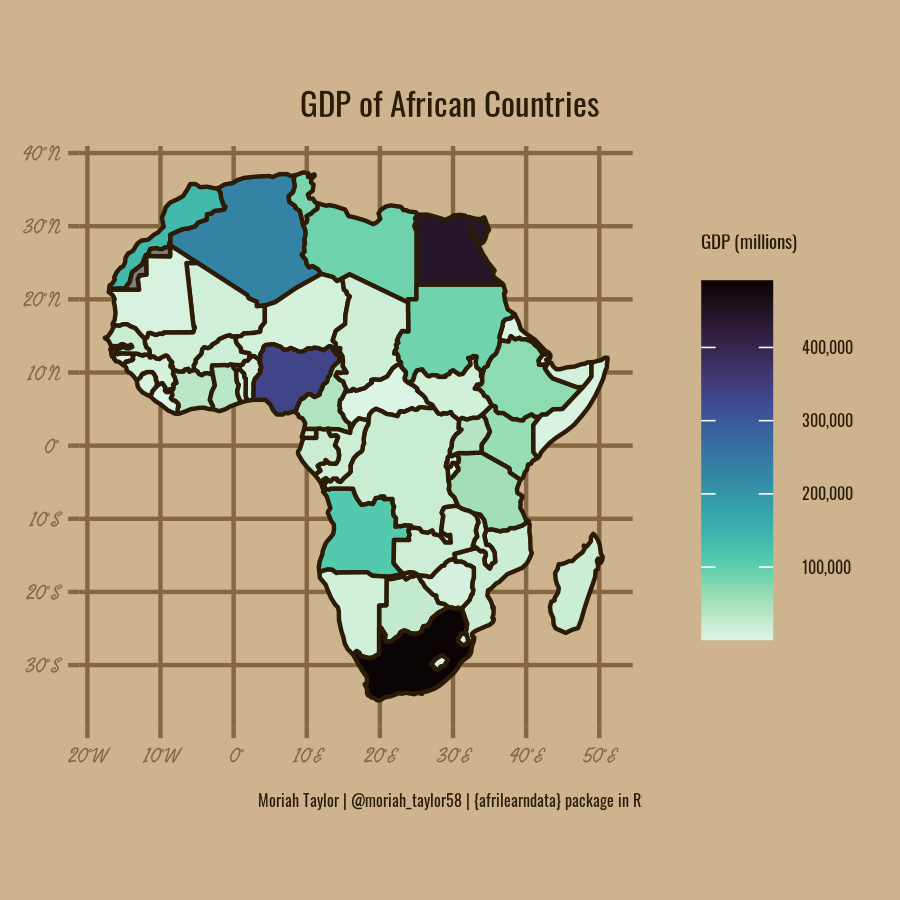 GDP of African Countries
40°N
30°N
20°N
10°N
0°
10°S
20°S
30°S
20°W 10°W 0° 10°E 20°E 30°E 40°E 50°E
GDP (millions)
400,000
300,000
200,000
100,000
Moriah Taylor | @moriah_taylor58 | {afrilearndata} package in R